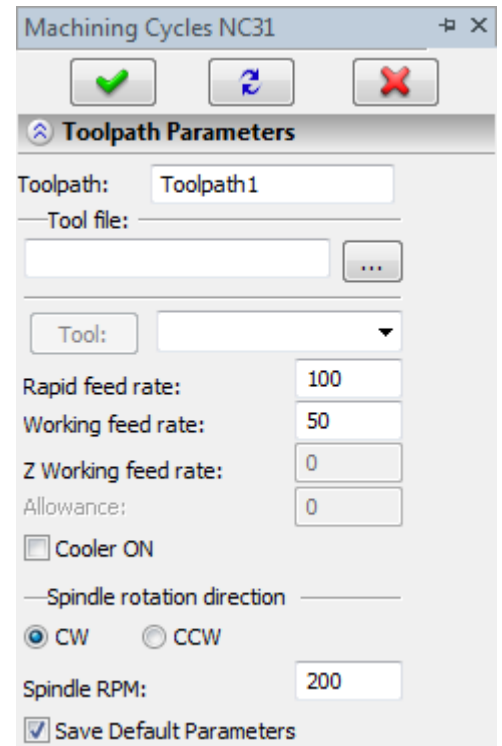 Machining Cycles NC31
Toolpath Parameters
Toolpath: Toolpath1
Tool file:
...
Tool:
Rapid feed rate: 100
Working feed rate: 50
Z Working feed rate: 0
Allowance: 0
Cooler ON
Spindle rotation direction
CW CCW
Spindle RPM: 200
Save Default Parameters